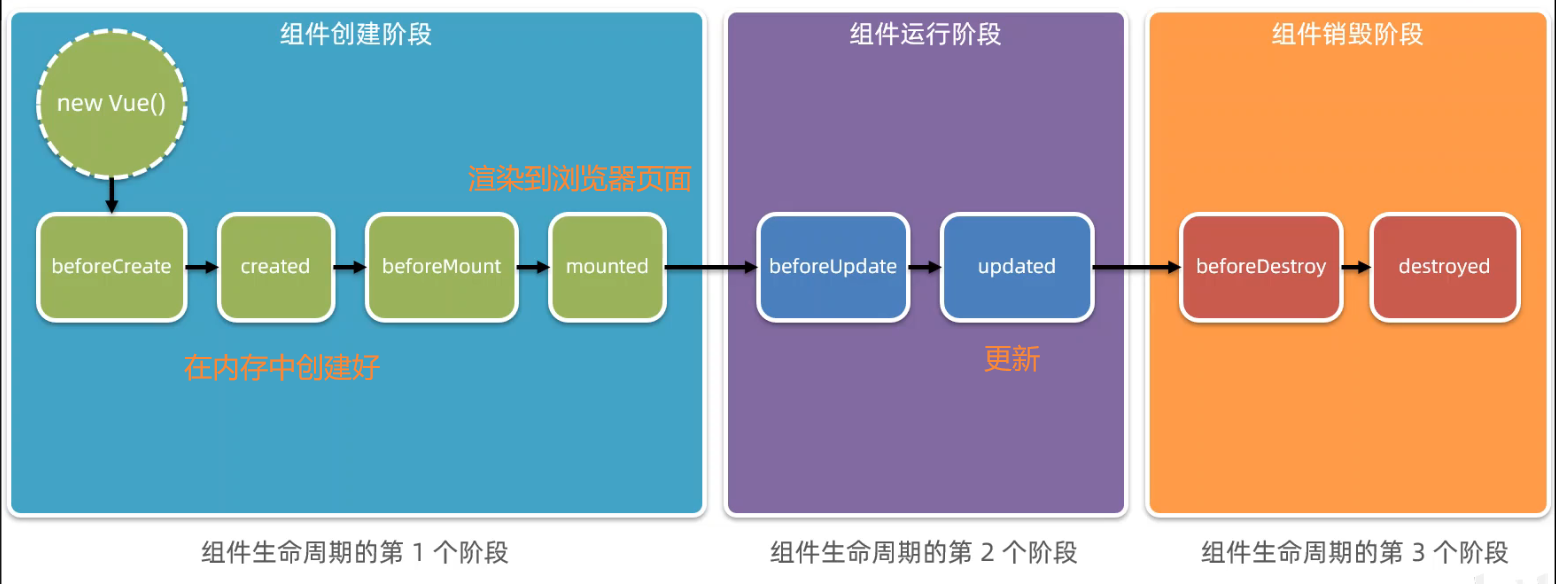 组件创建阶段
new Vue()
渲染到浏览器页面
beforeCreate
created
beforeMount
mounted
在内存中创建好
组件生命周期的第 1 个阶段
组件运行阶段
beforeUpdate
updated
更新
组件生命周期的第 2 个阶段
组件销毁阶段
beforeDestroy
destroyed
组件生命周期的第 3 个阶段